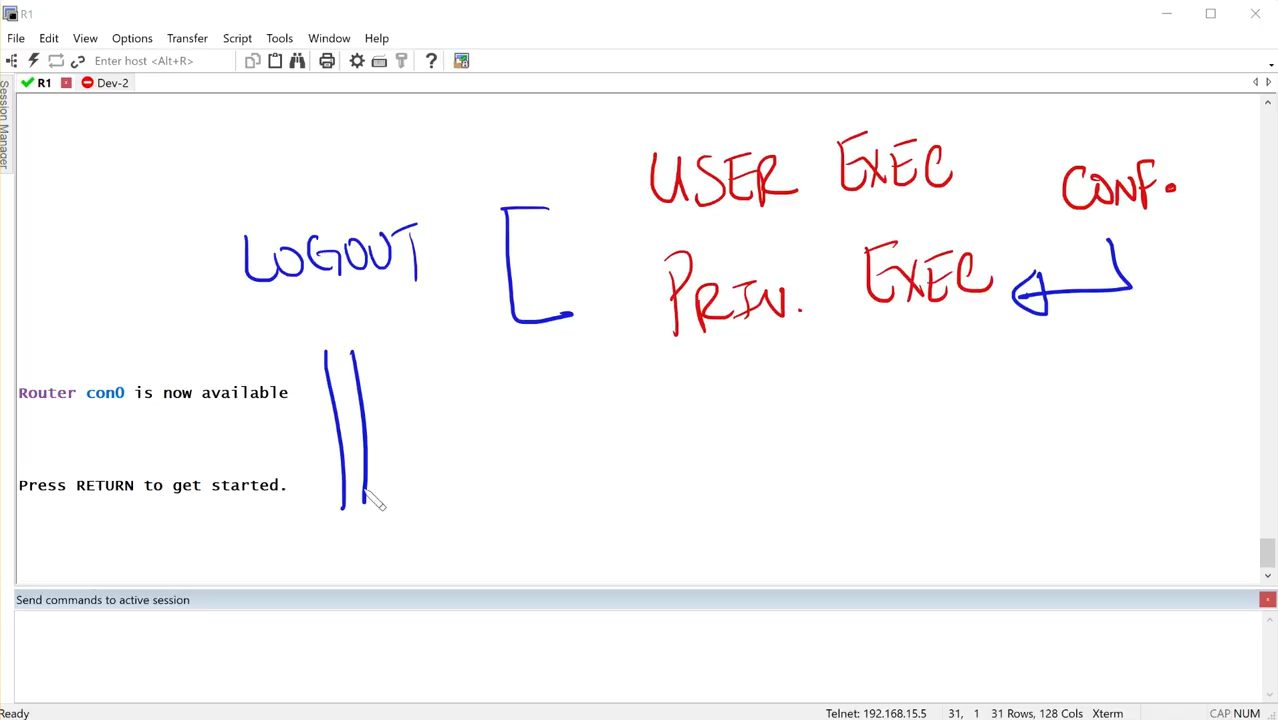 R1
File Edit View Options Transfer Script Tools Window Help
Enter host <Alt+R>
R1 Dev-2
Session Manager
USER EXEC CONF.
LOGOUT
PRIV. EXEC
Router con0 is now available
Press RETURN to get started.
Send commands to active session
Ready Telnet: 192.168.15.5 31, 1 31 Rows, 128 Cols Xterm CAP NUM